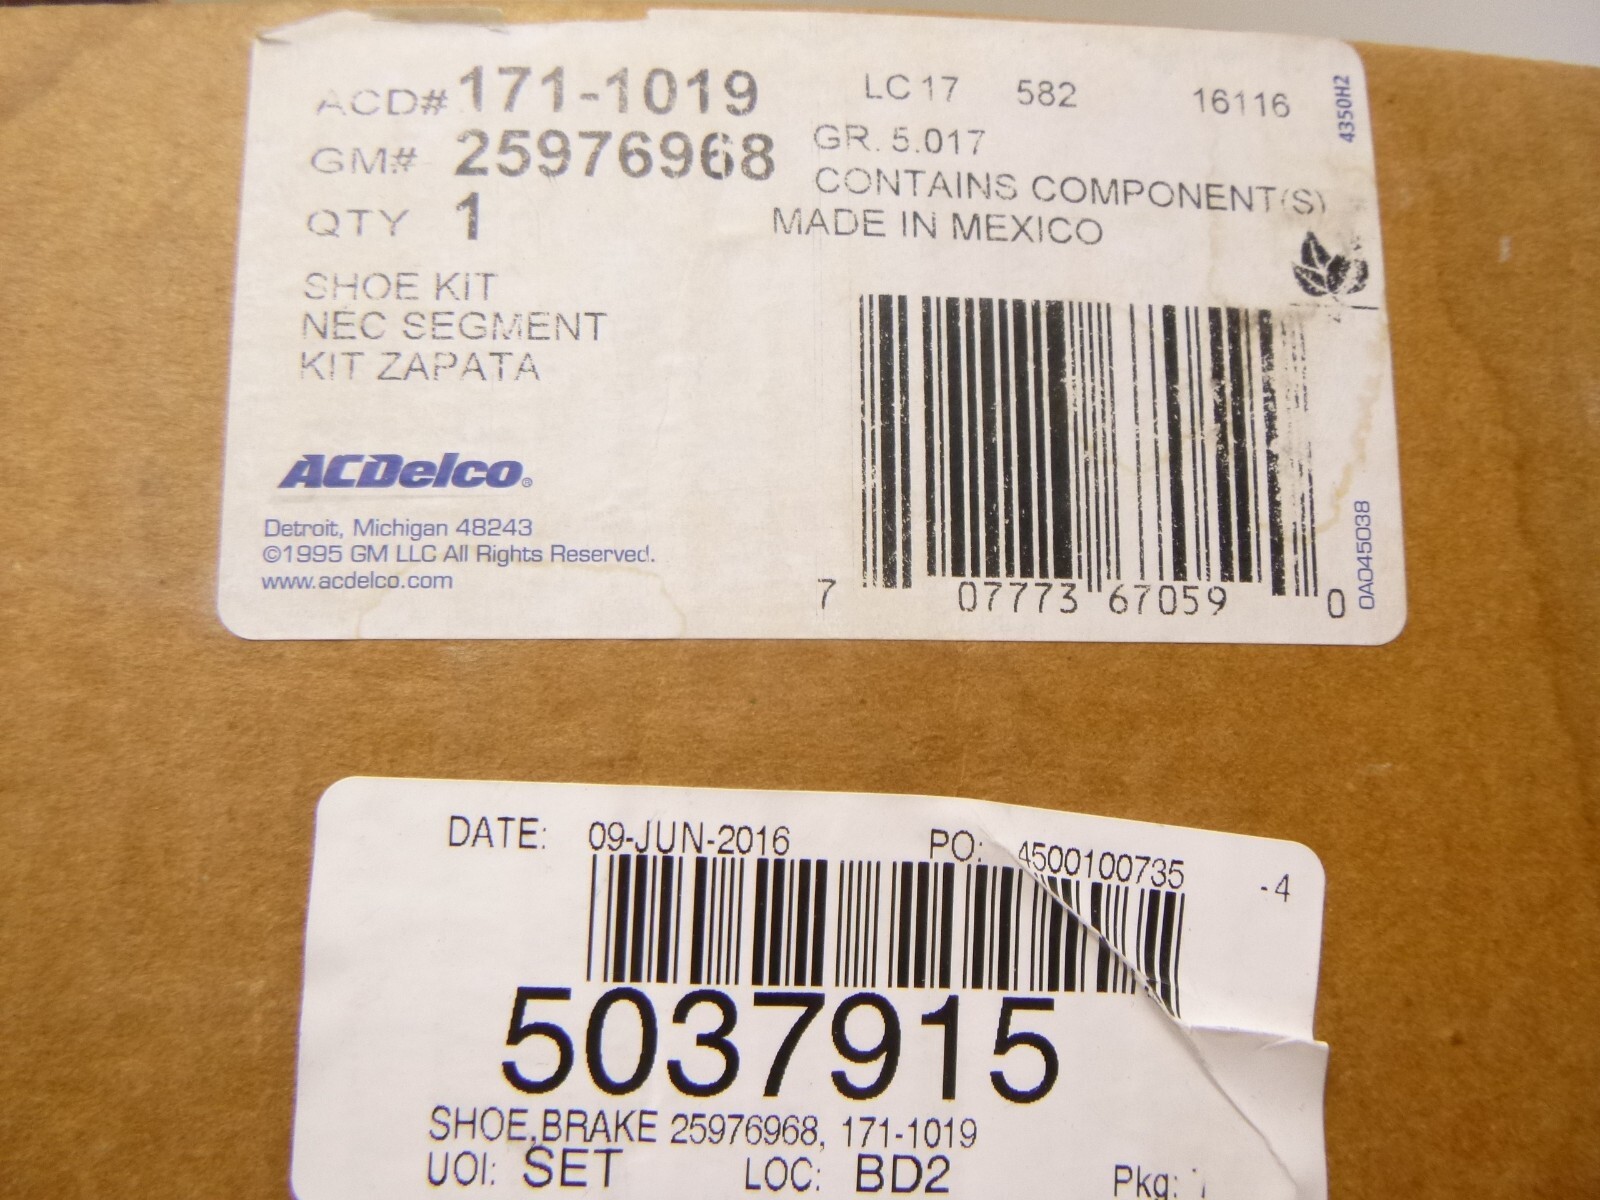 ACD# 171-1019
GM# 25976968
QTY 1
SHOE KIT
NEC SEGMENT
KIT ZAPATA
LC17 582 16116
GR. 5.017
CONTAINS COMPONENT(S)
MADE IN MEXICO
4350H2
7 07773 67059 0
0A045038
ACDelco®
Detroit, Michigan 48243
©1995 GM LLC All Rights Reserved.
www.acdelco.com
DATE: 09-JUN-2016 PO: 4500100735 -4
5037915
SHOE,BRAKE 25976968, 171-1019
UOI: SET LOC: BD2 Pkg: